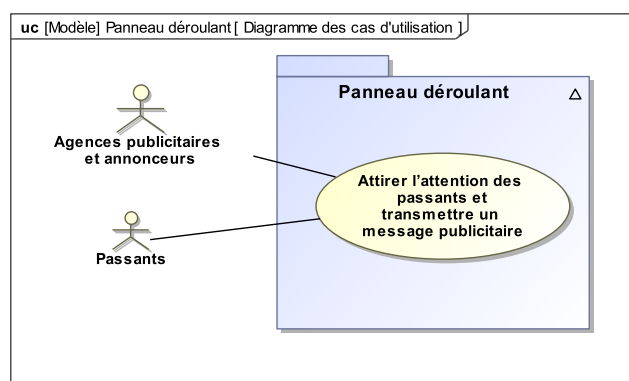 uc [Modèle] Panneau déroulant [ Diagramme des cas d'utilisation ]
Panneau déroulant
Agences publicitaires
et annonceurs
Attirer l’attention des
passants et
transmettre un
message publicitaire
Passants